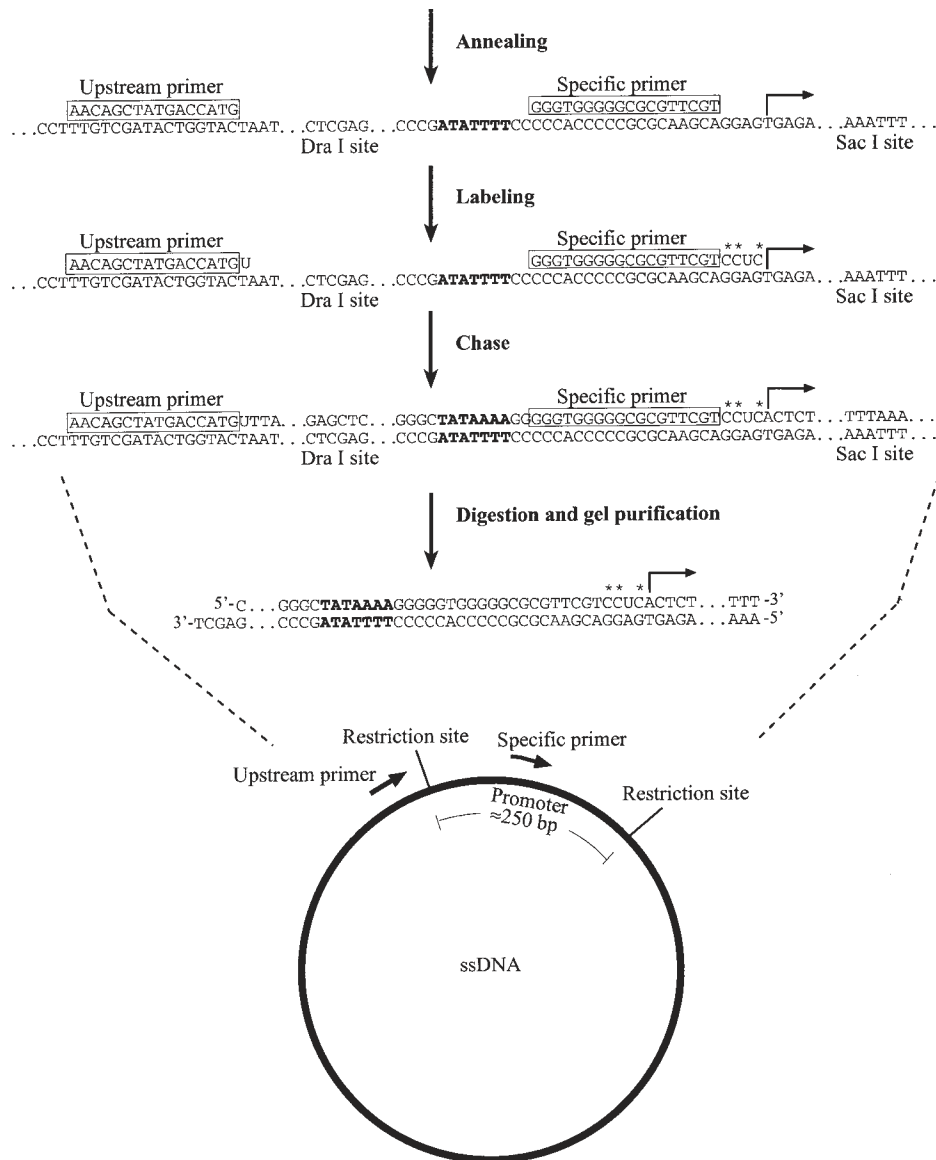 Annealing
Upstream primer Specific primer
AACAGCTATGACCATG GGGTGGGGGCGCGTTCGT
...CCTTTGTCGATACTGGTACTAAT...CTCGAG...CCCGATATTTTCCCCCACCCCCGCGCAAGCAGGAGTGAGA...AAATTT...
Dra I site Sac I site
Labeling
Upstream primer Specific primer
** *
AACAGCTATGACCATGU GGGTGGGGGCGCGTTCGTCCUC
...CCTTTGTCGATACTGGTACTAAT...CTCGAG...CCCGATATTTTCCCCCACCCCCGCGCAAGCAGGAGTGAGA...AAATTT...
Dra I site Sac I site
Chase
Upstream primer Specific primer
** *
AACAGCTATGACCATGUTTA...GAGCTC...GGGCTATAAAAGGGGGTGGGGGCGCGTTCGTCCUCACTCT...TTTAAA...
...CCTTTGTCGATACTGGTACTAAT...CTCGAG...CCCGATATTTTCCCCCACCCCCGCGCAAGCAGGAGTGAGA...AAATTT...
Dra I site Sac I site
Digestion and gel purification
** *
5'-C...GGGCTATAAAAGGGGGTGGGGGCGCGTTCGTCCUCACTCT...TTT-3'
3'-TCGAG...CCCGATATTTTCCCCCACCCCCGCGCAAGCAGGAGTGAGA...AAA-5'
Restriction site Specific primer
Upstream primer
Restriction site
Promoter
≈250 bp
ssDNA